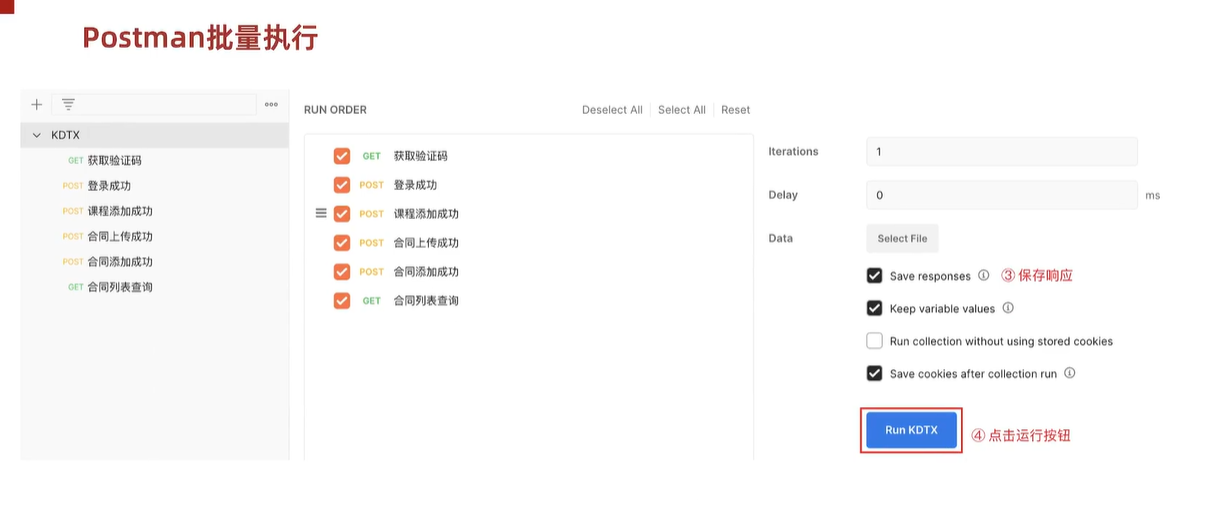 Postman批量执行
KDTX
GET 获取验证码
POST 登录成功
POST 课程添加成功
POST 合同上传成功
POST 合同添加成功
GET 合同列表查询
RUN ORDER
Deselect All Select All Reset
GET 获取验证码
POST 登录成功
POST 课程添加成功
POST 合同上传成功
POST 合同添加成功
GET 合同列表查询
Iterations 1
Delay 0 ms
Data Select File
Save responses ③ 保存响应
Keep variable values
Run collection without using stored cookies
Save cookies after collection run
Run KDTX ④ 点击运行按钮